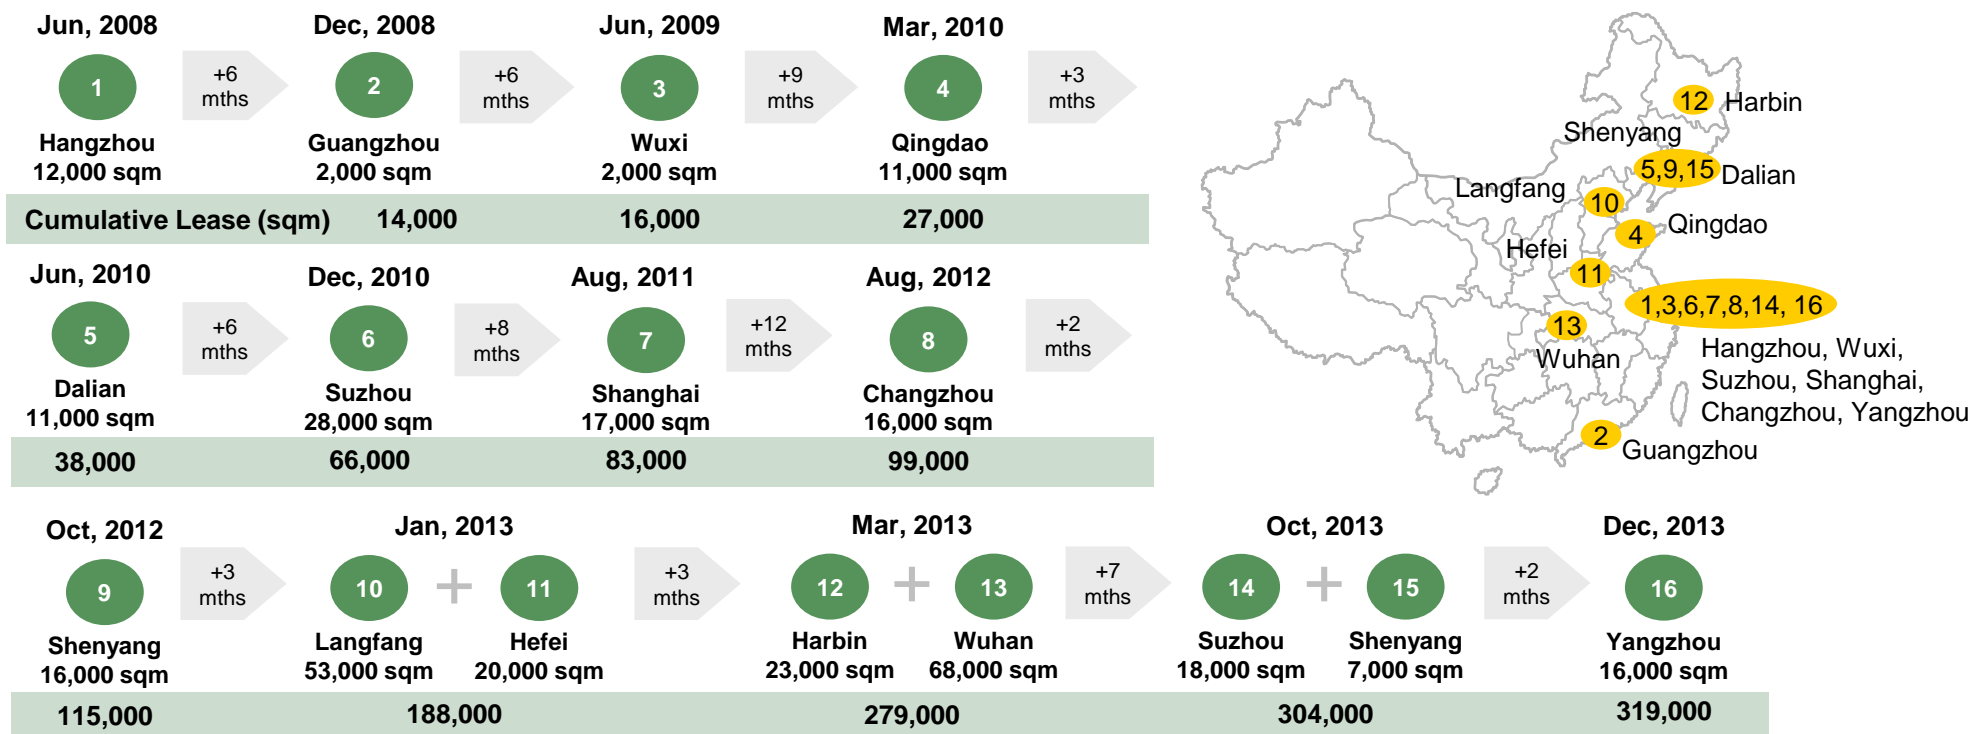 Jun, 2008
Dec, 2008
Jun, 2009
Mar, 2010
1
+6
mths
2
+6
mths
3
+9
mths
4
+3
mths
Hangzhou
12,000 sqm
Guangzhou
2,000 sqm
Wuxi
2,000 sqm
Qingdao
11,000 sqm
Cumulative Lease (sqm) 14,000 16,000 27,000
Jun, 2010
Dec, 2010
Aug, 2011
Aug, 2012
5
+6
mths
6
+8
mths
7
+12
mths
8
+2
mths
Dalian
11,000 sqm
Suzhou
28,000 sqm
Shanghai
17,000 sqm
Changzhou
16,000 sqm
38,000 66,000 83,000 99,000
Oct, 2012
Jan, 2013
Mar, 2013
Oct, 2013
Dec, 2013
9
+3
mths
10
+
11
+3
mths
12
+
13
+7
mths
14
+
15
+2
mths
16
Shenyang
16,000 sqm
Langfang
53,000 sqm
Hefei
20,000 sqm
Harbin
23,000 sqm
Wuhan
68,000 sqm
Suzhou
18,000 sqm
Shenyang
7,000 sqm
Yangzhou
16,000 sqm
115,000 188,000 279,000 304,000 319,000
12 Harbin
Shenyang
5,9,15 Dalian
Langfang
10
4 Qingdao
Hefei
11
1,3,6,7,8,14, 16
13
Wuhan
Hangzhou, Wuxi,
Suzhou, Shanghai,
Changzhou, Yangzhou
2
Guangzhou